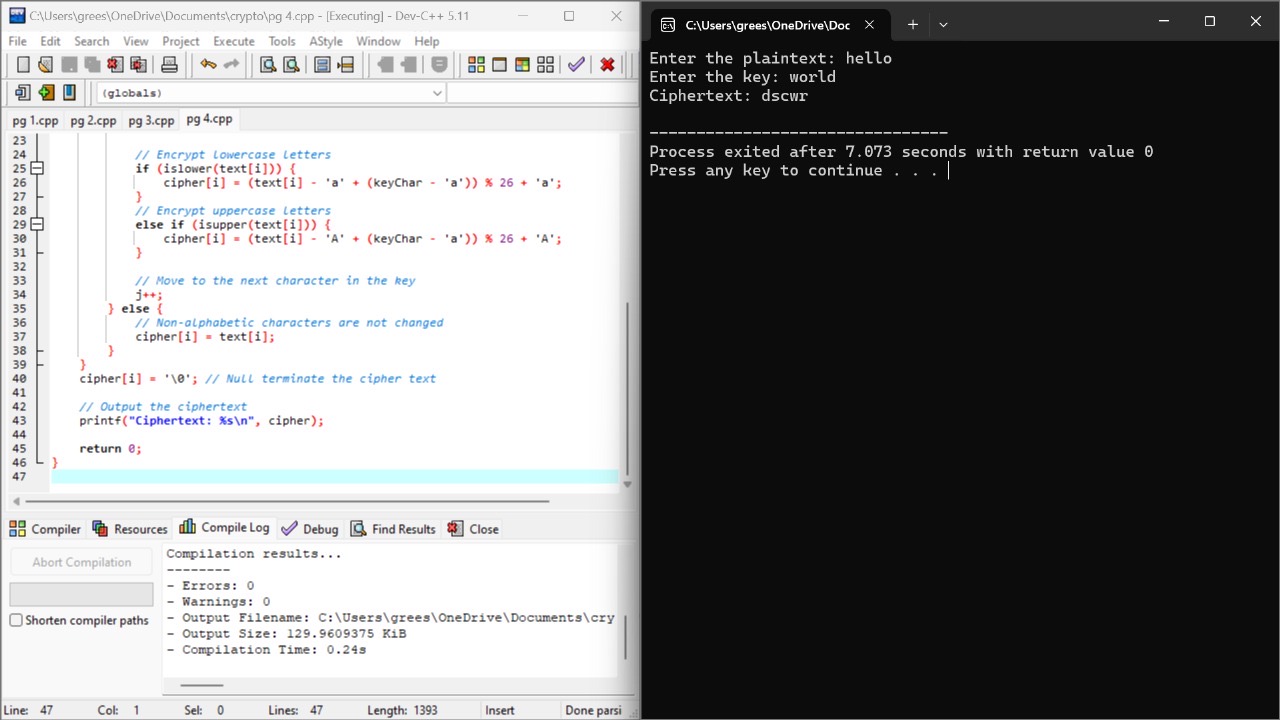 C:\Users\grees\OneDrive\Documents\crypto\pg 4.cpp - [Executing] - Dev-C++ 5.11
File Edit Search View Project Execute Tools AStyle Window Help
(globals)
pg 1.cpp pg 2.cpp pg 3.cpp pg 4.cpp
23
24 // Encrypt lowercase letters
25 if (islower(text[i])) {
26 cipher[i] = (text[i] - 'a' + (keyChar - 'a')) % 26 + 'a';
27 }
28 // Encrypt uppercase letters
29 else if (isupper(text[i])) {
30 cipher[i] = (text[i] - 'A' + (keyChar - 'a')) % 26 + 'A';
31 }
32
33 // Move to the next character in the key
34 j++;
35 } else {
36 // Non-alphabetic characters are not changed
37 cipher[i] = text[i];
38 }
39 }
40 cipher[i] = '\0'; // Null terminate the cipher text
41
42 // Output the ciphertext
43 printf("Ciphertext: %s\n", cipher);
44
45 return 0;
46 }
47
Compiler Resources Compile Log Debug Find Results Close
Abort Compilation
Shorten compiler paths
Compilation results...
--------
- Errors: 0
- Warnings: 0
- Output Filename: C:\Users\grees\OneDrive\Documents\cry
- Output Size: 129.9609375 KiB
- Compilation Time: 0.24s
Line: 47 Col: 1 Sel: 0 Lines: 47 Length: 1393 Insert Done parsi
C:\Users\grees\OneDrive\Doc
Enter the plaintext: hello
Enter the key: world
Ciphertext: dscwr
--------------------------------
Process exited after 7.073 seconds with return value 0
Press any key to continue . . .